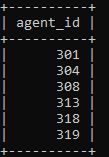 +----------+
| agent_id |
+----------+
|      301 |
|      304 |
|      308 |
|      313 |
|      318 |
|      319 |
+----------+